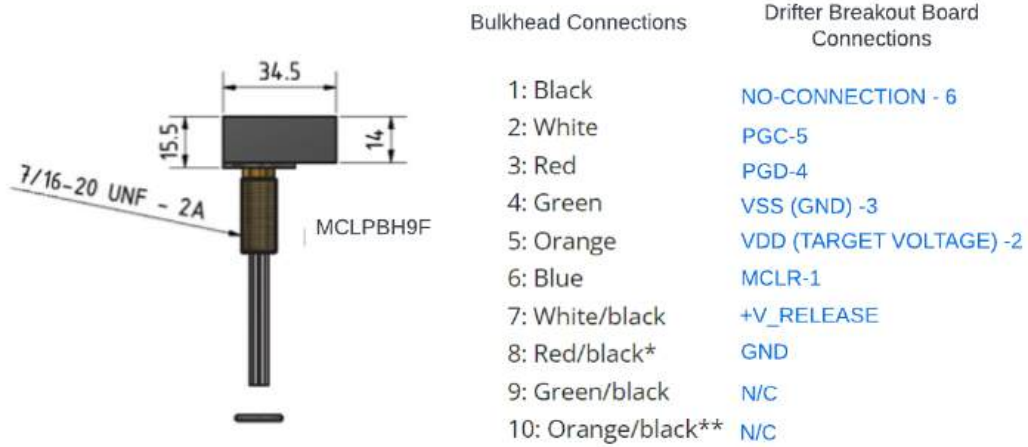 34.5
15.5
14
7/16-20 UNF - 2A
MCLPBH9F
Bulkhead Connections
1: Black
2: White
3: Red
4: Green
5: Orange
6: Blue
7: White/black
8: Red/black*
9: Green/black
10: Orange/black**
Drifter Breakout Board
Connections
NO-CONNECTION - 6
PGC-5
PGD-4
VSS (GND) -3
VDD (TARGET VOLTAGE) -2
MCLR-1
+V_RELEASE
GND
N/C
N/C